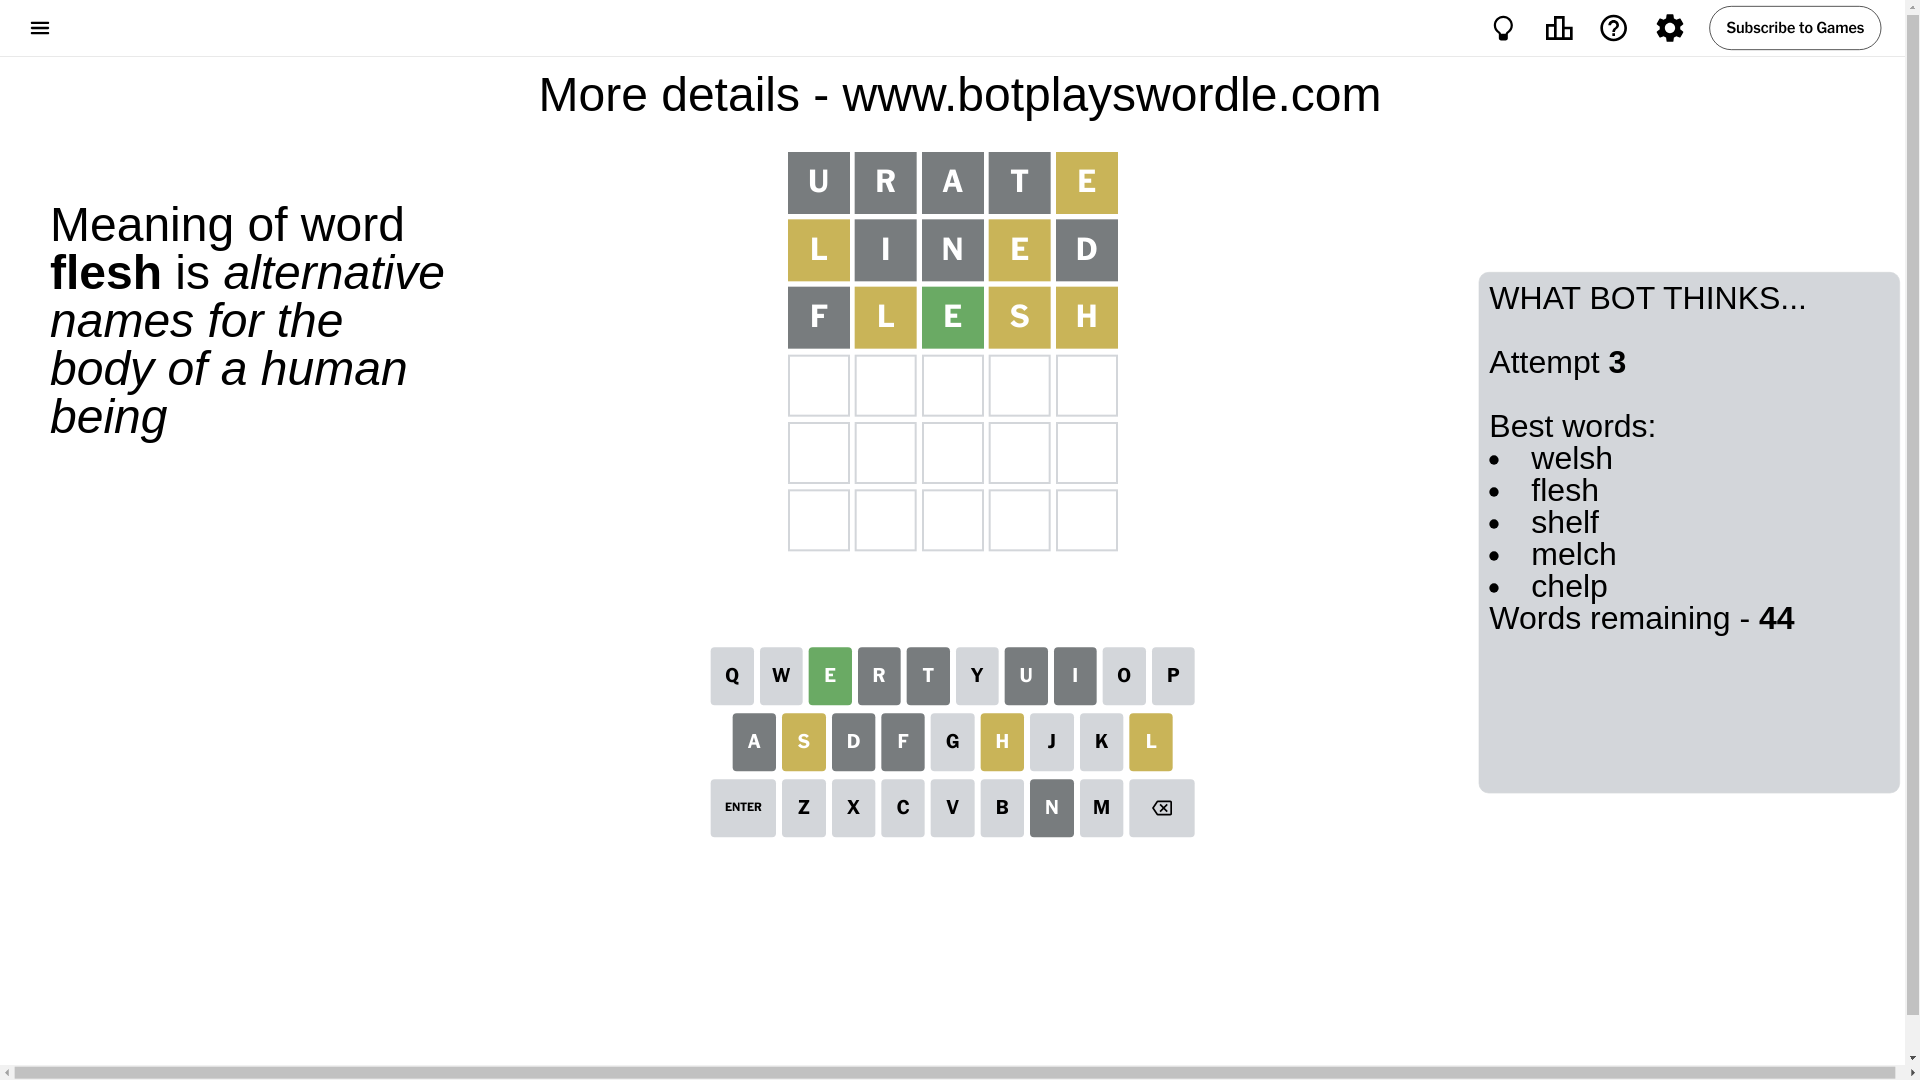 Subscribe to Games
More details - www.botplayswordle.com
Meaning of word
flesh is alternative
names for the
body of a human
being
U R A T E
L I N E D
F L E S H
WHAT BOT THINKS...
Attempt 3
Best words:
• welsh
• flesh
• shelf
• melch
• chelp
Words remaining - 44
Q W E R T Y U I O P
A S D F G H J K L
ENTER Z X C V B N M